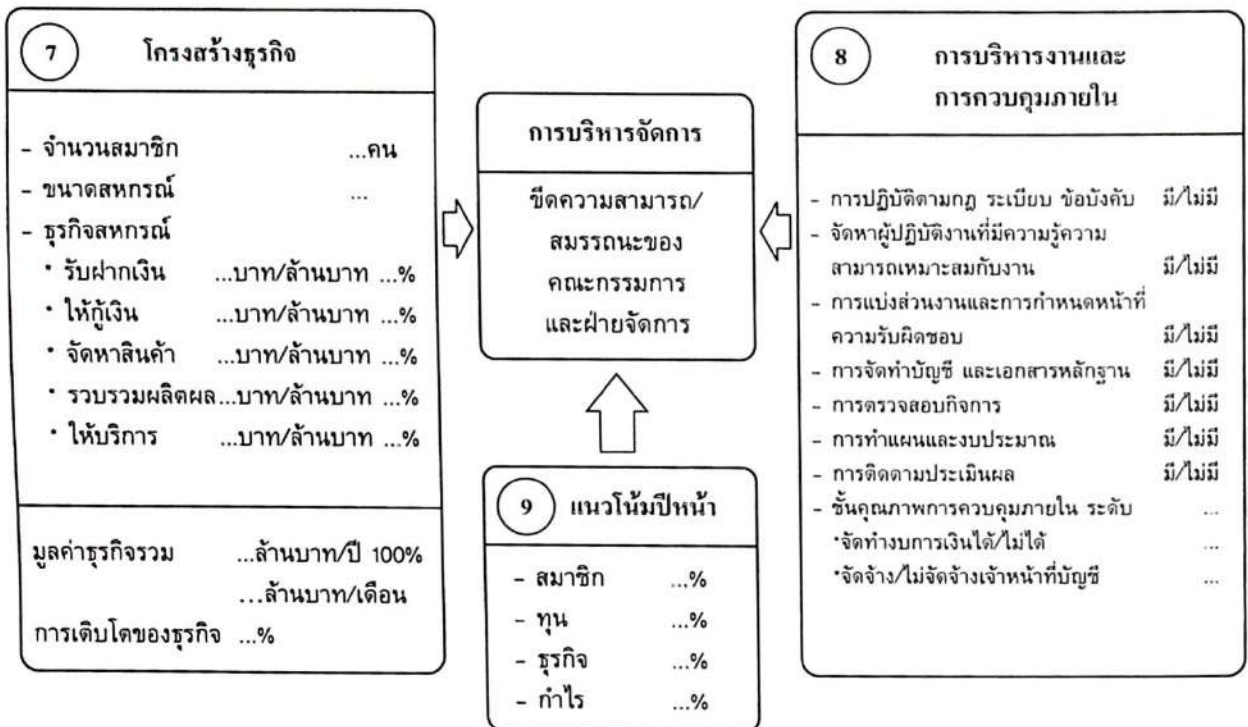 7 โครงสร้างธุรกิจ
- จำนวนสมาชิก ...คน
- ขนาดสหกรณ์ ...
- ธุรกิจสหกรณ์
• รับฝากเงิน ...บาท/ล้านบาท ...%
• ให้กู้เงิน ...บาท/ล้านบาท ...%
• จัดหาสินค้า ...บาท/ล้านบาท ...%
• รวบรวมผลิตผล...บาท/ล้านบาท ...%
• ให้บริการ ...บาท/ล้านบาท ...%
มูลค่าธุรกิจรวม ...ล้านบาท/ปี 100%
...ล้านบาท/เดือน
การเติบโตของธุรกิจ ...%
การบริหารจัดการ
ขีดความสามารถ/
สมรรถนะของ
คณะกรรมการ
และฝ่ายจัดการ
9 แนวโน้มปีหน้า
- สมาชิก ...%
- ทุน ...%
- ธุรกิจ ...%
- กำไร ...%
8 การบริหารงานและ
การควบคุมภายใน
- การปฏิบัติตามกฎ ระเบียบ ข้อบังคับ มี/ไม่มี
- จัดหาผู้ปฏิบัติงานที่มีความรู้ความ
สามารถเหมาะสมกับงาน มี/ไม่มี
- การแบ่งส่วนงานและการกำหนดหน้าที่
ความรับผิดชอบ มี/ไม่มี
- การจัดทำบัญชี และเอกสารหลักฐาน มี/ไม่มี
- การตรวจสอบกิจการ มี/ไม่มี
- การทำแผนและงบประมาณ มี/ไม่มี
- การติดตามประเมินผล มี/ไม่มี
- ชั้นคุณภาพการควบคุมภายใน ระดับ ...
•จัดทำงบการเงินได้/ไม่ได้ ...
•จัดจ้าง/ไม่จัดจ้างเจ้าหน้าที่บัญชี ...